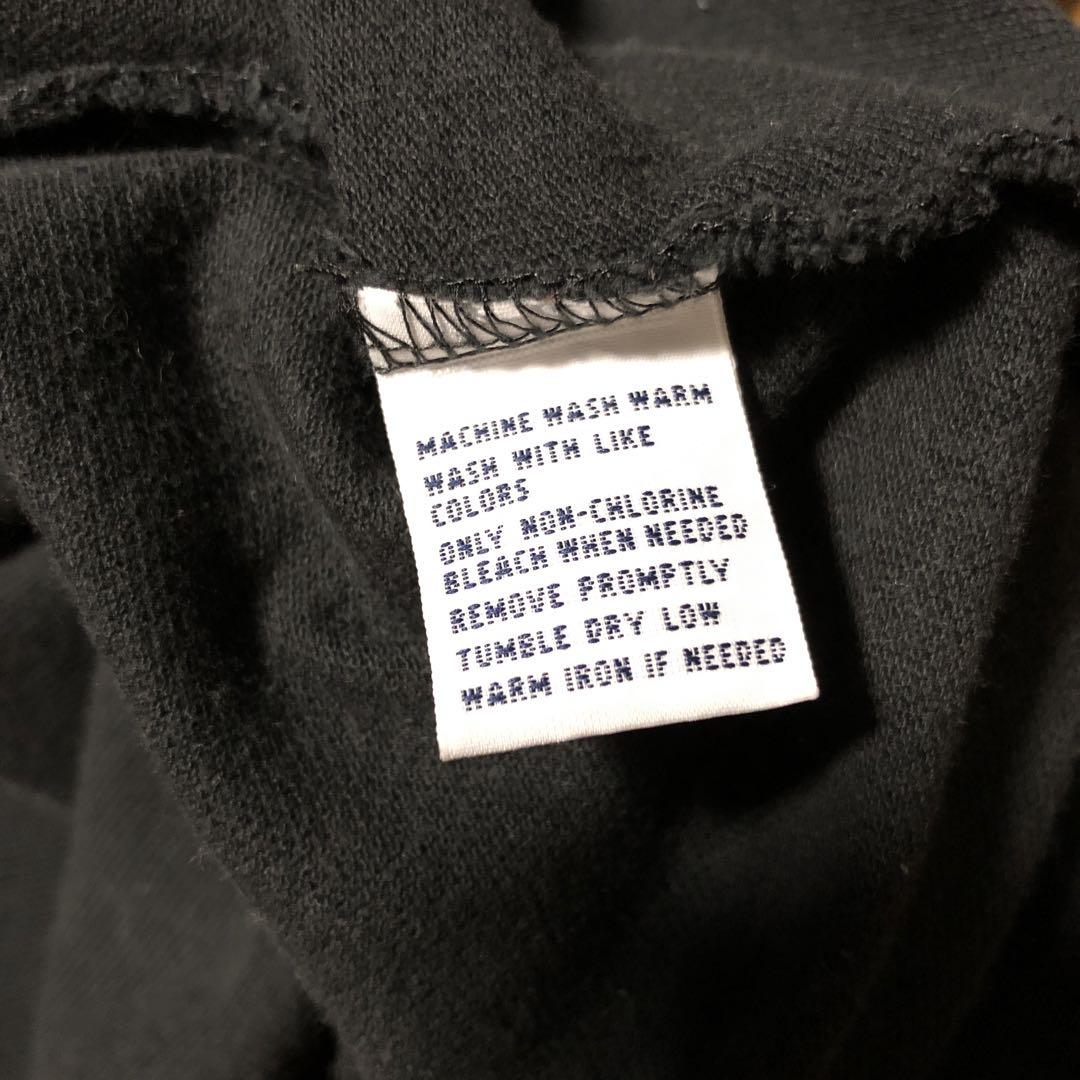 MACHINE WASH WARM
WASH WITH LIKE
COLORS
ONLY NON-CHLORINE
BLEACH WHEN NEEDED
REMOVE PROMPTLY
TUMBLE DRY LOW
WARM IRON IF NEEDED